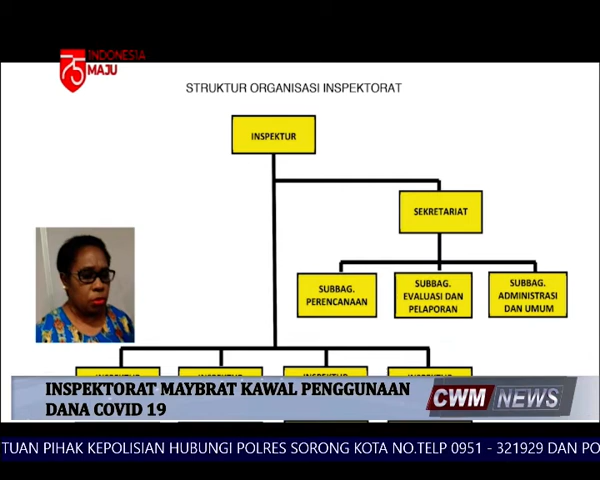 INDONESIA
75 MAJU
STRUKTUR ORGANISASI INSPEKTORAT
INSPEKTUR
SEKRETARIAT
SUBBAG.
PERENCANAAN
SUBBAG.
EVALUASI DAN
PELAPORAN
SUBBAG.
ADMINISTRASI
DAN UMUM
INSPEKTORAT MAYBRAT KAWAL PENGGUNAAN
DANA COVID 19
CWM NEWS
TUAN PIHAK KEPOLISIAN HUBUNGI POLRES SORONG KOTA NO.TELP 0951 - 321929 DAN PO